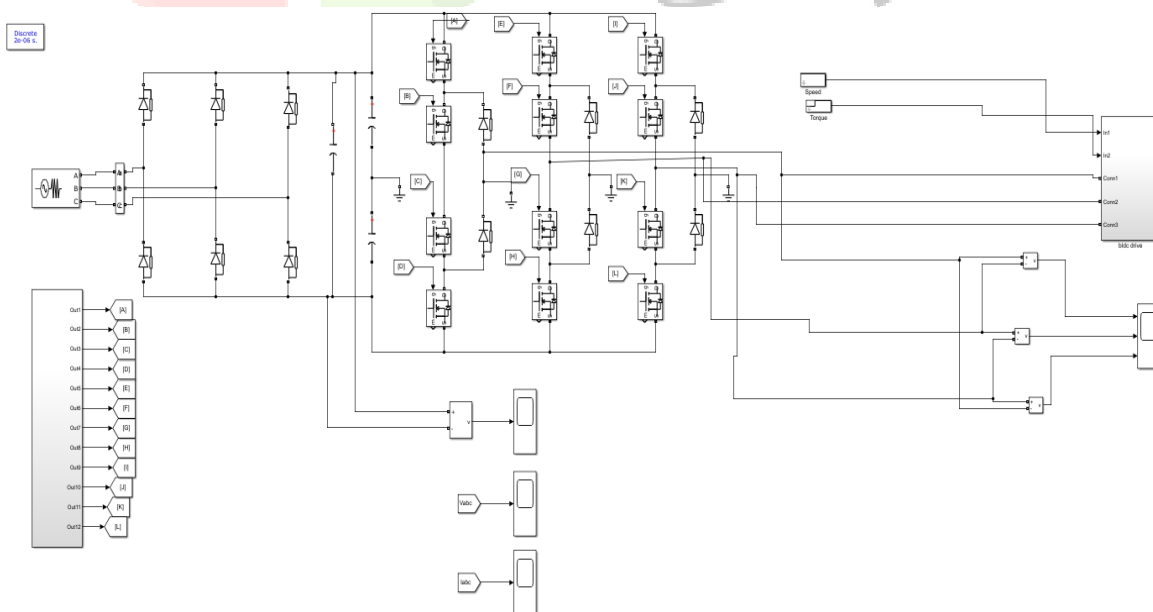 Discrete
2e-06 s.
[A]
[E]
[I]
[B]
[F]
[J]
[C]
[G]
[K]
[D]
[H]
[L]
Speed
Torque
In1
In2
Conn1
Conn2
Conn3
bldc drive
A
B
C
Out1
[A]
Out2
[B]
Out3
[C]
Out4
[D]
Out5
[E]
Out6
[F]
Out7
[G]
Out8
[H]
Out9
[I]
Out10
[J]
Out11
[K]
Out12
[L]
v
v
v
v
Vabc
Iabc